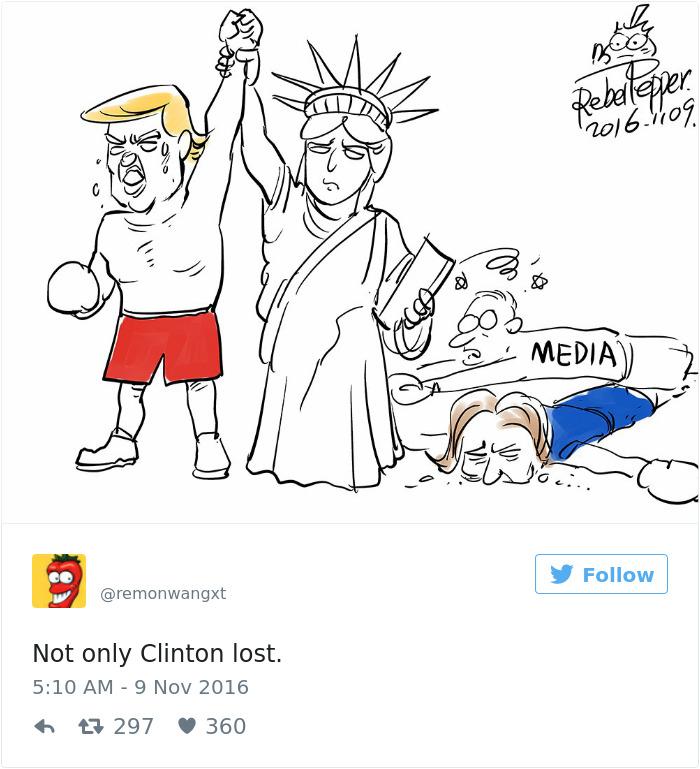 RebelPepper.
2016.1109.
MEDIA
@remonwangxt
Follow
Not only Clinton lost.
5:10 AM - 9 Nov 2016
297
360